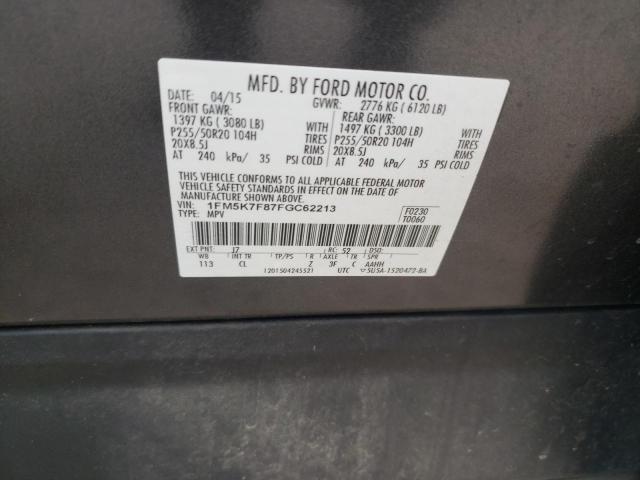 MFD. BY FORD MOTOR CO.
DATE: 04/15 GVWR: 2776 KG ( 6120 LB)
FRONT GAWR: REAR GAWR:
1397 KG ( 3080 LB) WITH 1497 KG ( 3300 LB) WITH
P255/50R20 104H TIRES P255/50R20 104H TIRES
20X8.5J RIMS 20X8.5J RIMS
AT 240 kPa/ 35 PSI COLD AT 240 kPa/ 35 PSI COLD
THIS VEHICLE CONFORMS TO ALL APPLICABLE FEDERAL MOTOR
VEHICLE SAFETY STANDARDS IN EFFECT ON THE DATE OF
MANUFACTURE SHOWN ABOVE.
VIN: 1FM5K7F87FGC62213 F0230
TYPE: MPV T0060
EXT PNT: J7 RC: 52 DSO:
WB INT TR TP/PS R AXLE TR SPR
113 CL Z 3F C AAHH
1201504245521 UTC 5U5A-1520472-BA